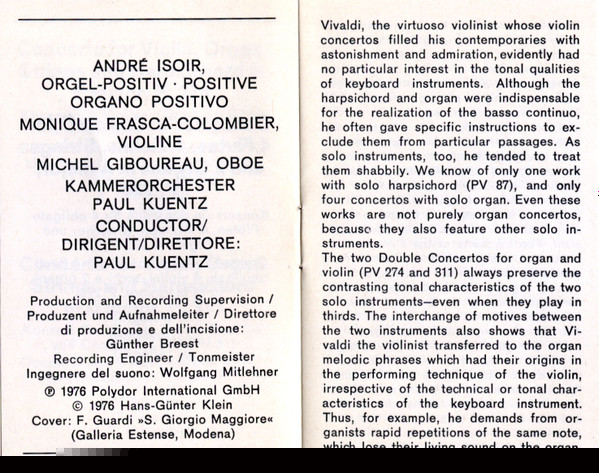 ANDRÉ ISOIR,
ORGEL-POSITIV · POSITIVE
ORGANO POSITIVO
MONIQUE FRASCA-COLOMBIER,
VIOLINE
MICHEL GIBOUREAU, OBOE
KAMMERORCHESTER
PAUL KUENTZ
CONDUCTOR/
DIRIGENT/DIRETTORE:
PAUL KUENTZ
Production and Recording Supervision /
Produzent und Aufnahmeleiter / Direttore
di produzione e dell'incisione:
Günther Breest
Recording Engineer / Tonmeister
Ingegnere del suono: Wolfgang Mitlehner
℗ 1976 Polydor International GmbH
© 1976 Hans-Günter Klein
Cover: F. Guardi »S. Giorgio Maggiore«
(Galleria Estense, Modena)
Vivaldi, the virtuoso violinist whose violin
concertos filled his contemporaries with
astonishment and admiration, evidently had
no particular interest in the tonal qualities
of keyboard instruments. Although the
harpsichord and organ were indispensable
for the realization of the basso continuo,
he often gave specific instructions to ex-
clude them from particular passages. As
solo instruments, too, he tended to treat
them shabbily. We know of only one work
with solo harpsichord (PV 87), and only
four concertos with solo organ. Even these
works are not purely organ concertos,
because they also feature other solo in-
struments.
The two Double Concertos for organ and
violin (PV 274 and 311) always preserve the
contrasting tonal characteristics of the two
solo instruments—even when they play in
thirds. The interchange of motives between
the two instruments also shows that Vi-
valdi the violinist transferred to the organ
melodic phrases which had their origins in
the performing technique of the violin,
irrespective of the technical or tonal char-
acteristics of the keyboard instrument.
Thus, for example, he demands from or-
ganists rapid repetitions of the same note,
which lose their living sound on the organ